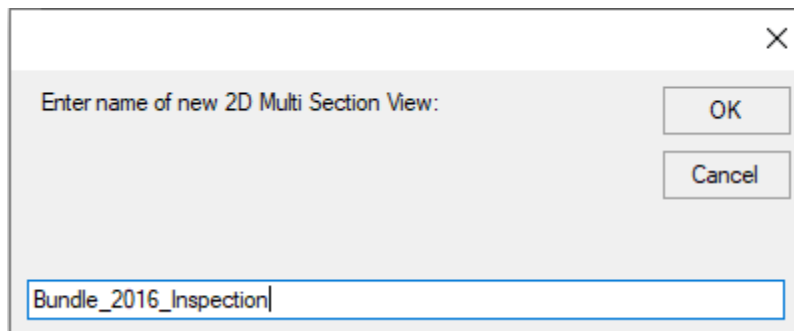 Enter name of new 2D Multi Section View:
OK
Cancel
Bundle_2016_Inspection